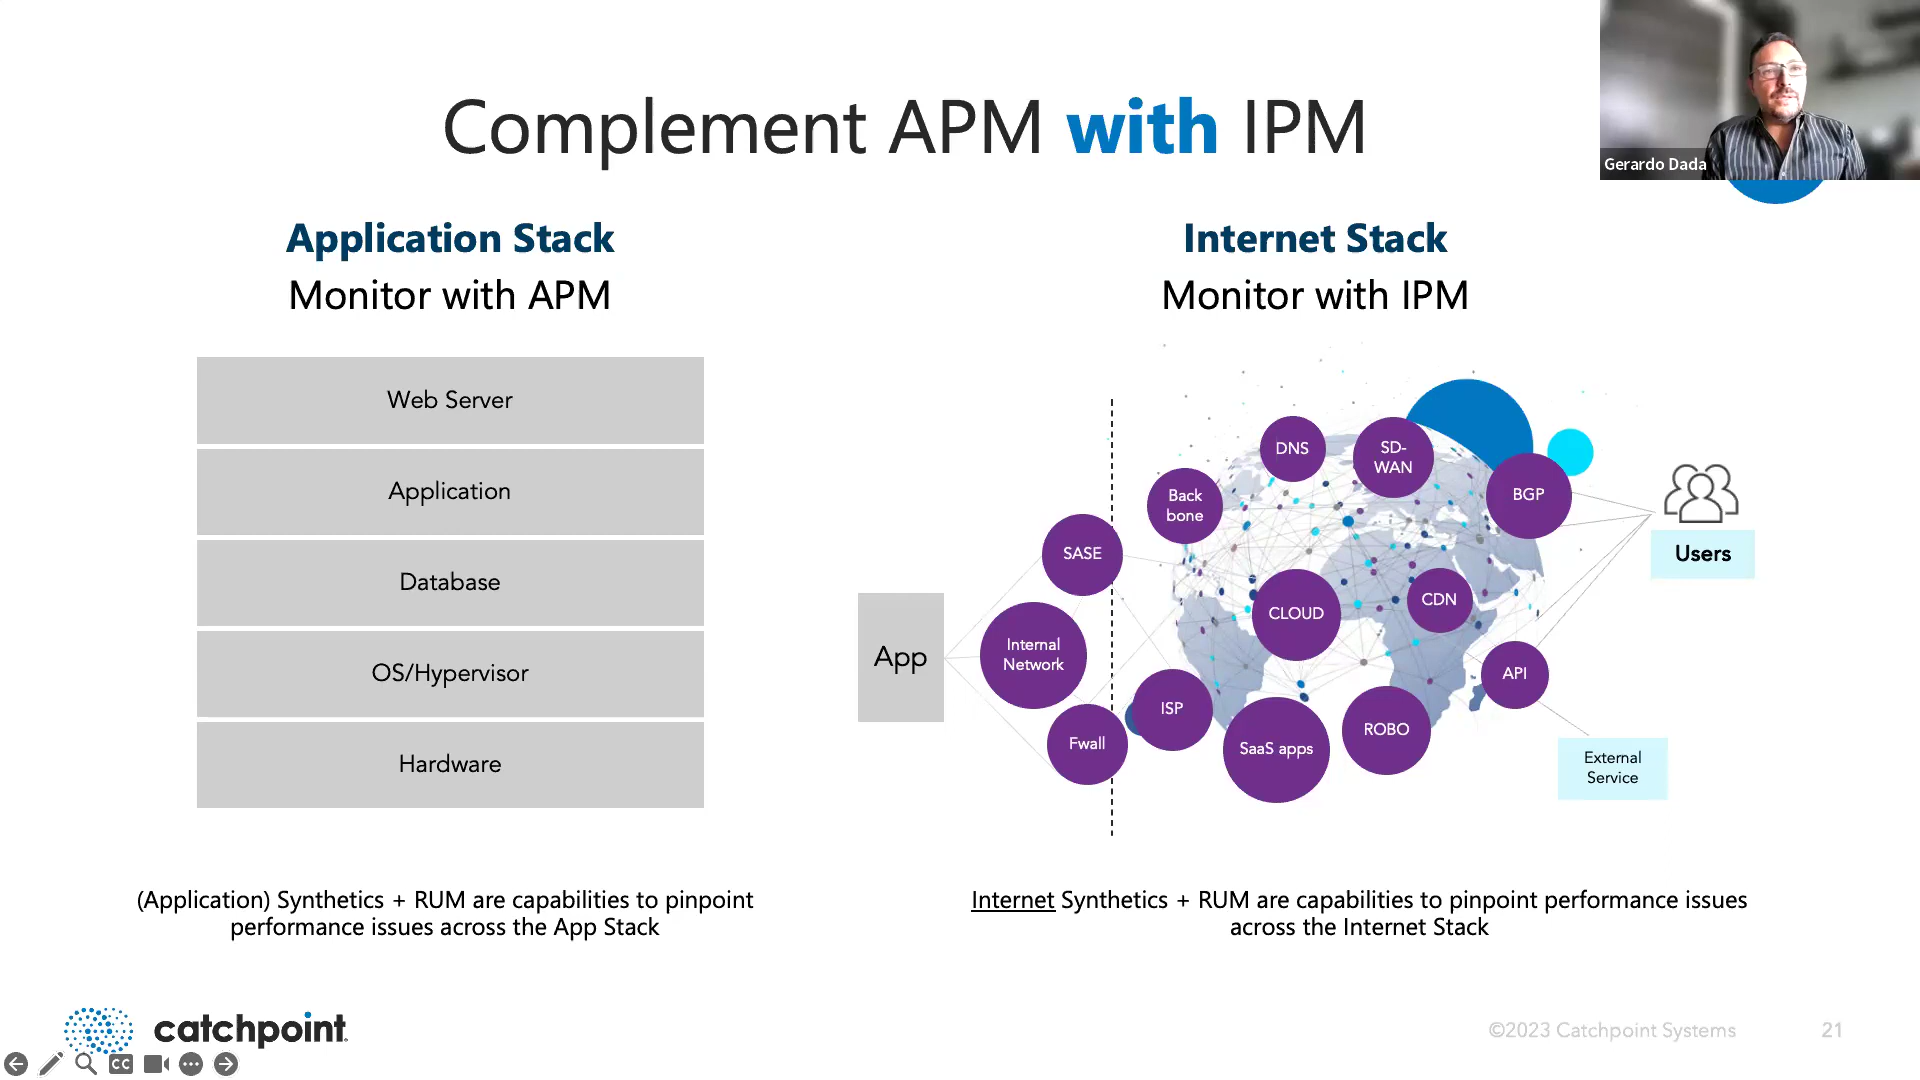 Complement APM with IPM
Gerardo Dada
Application Stack
Monitor with APM
Web Server
Application
Database
OS/Hypervisor
Hardware
(Application) Synthetics + RUM are capabilities to pinpoint
performance issues across the App Stack
Internet Stack
Monitor with IPM
DNS
SD-
WAN
BGP
Back
bone
SASE
Users
CLOUD
CDN
App
Internal
Network
API
ISP
Fwall
SaaS apps
ROBO
External
Service
Internet Synthetics + RUM are capabilities to pinpoint performance issues
across the Internet Stack
catchpoint.
©2023 Catchpoint Systems
21
CC